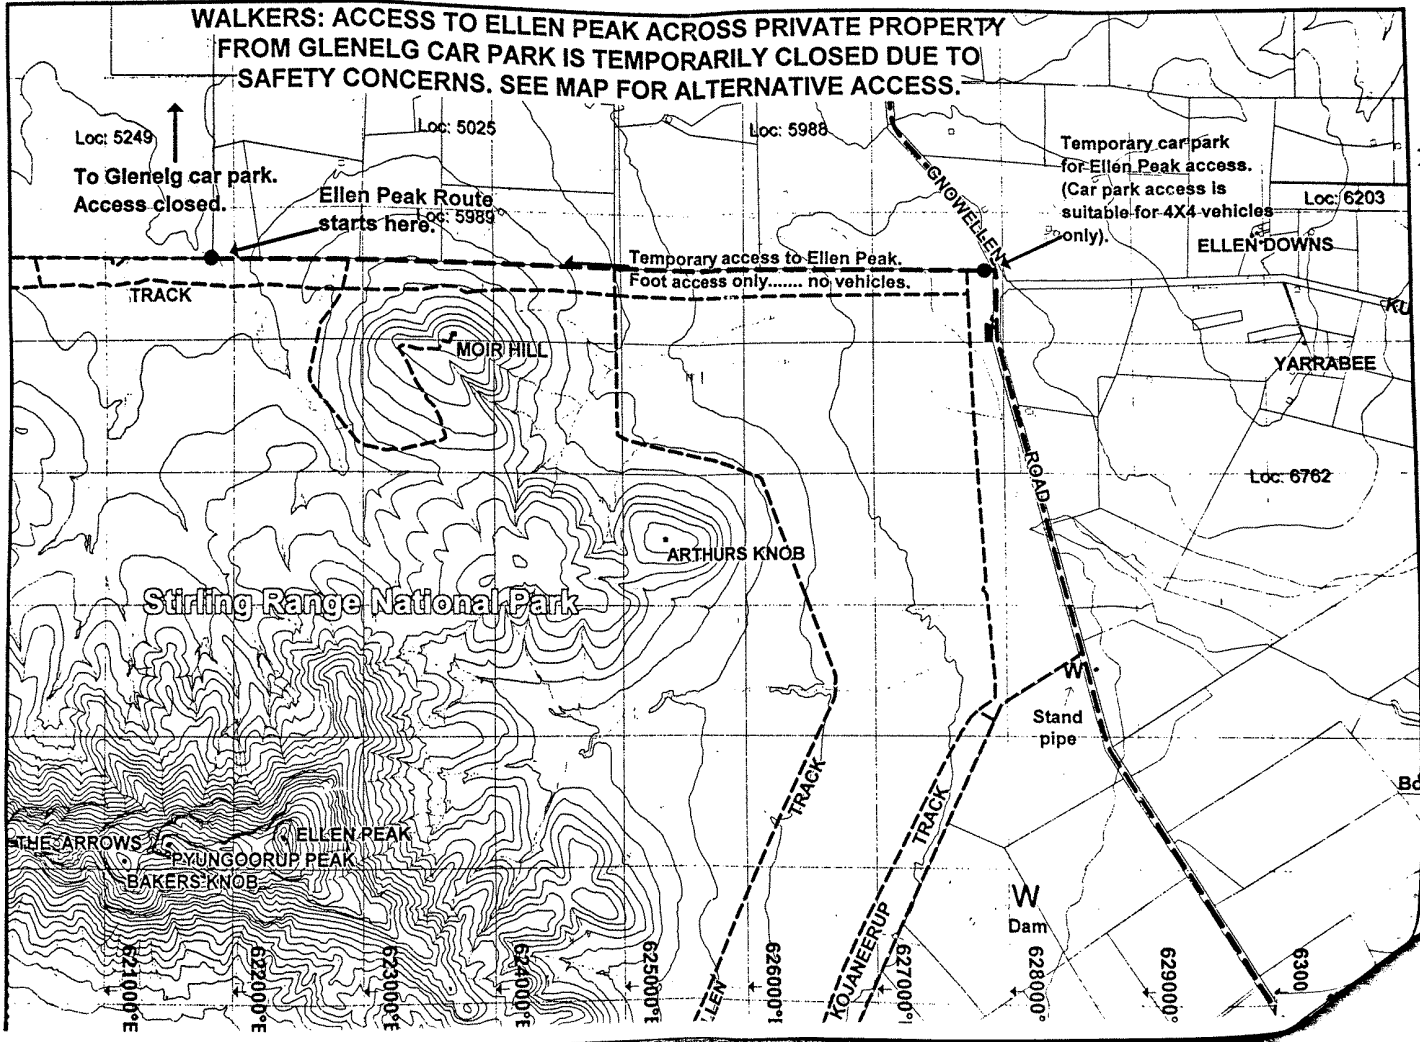 WALKERS: ACCESS TO ELLEN PEAK ACROSS PRIVATE PROPERTY
FROM GLENELG CAR PARK IS TEMPORARILY CLOSED DUE TO
SAFETY CONCERNS. SEE MAP FOR ALTERNATIVE ACCESS.
Loc: 5249
Loc: 5025
Loc: 5988
To Glenelg car park.
Access closed.
Ellen Peak Route
starts here.
Loc: 5989
GNOWELLEN
Temporary car park
for Ellen Peak access.
(Car park access is
suitable for 4X4 vehicles
only).
Loc: 6203
ELLEN DOWNS
Temporary access to Ellen Peak.
Foot access only....... no vehicles.
TRACK
KU
MOIR HILL
YARRABEE
ROAD
Loc: 6762
ARTHURS KNOB
Stirling Range National Park
W
Stand
pipe
TRACK
TRACK
THE ARROWS
ELLEN PEAK
PYUNGOORUP PEAK
BAKERS KNOB
W
Dam
KOJANEERUP
LLEN
621000°E
622000°E
623000°E
624000°E
625000°E
626000°E
627000°
628000°
629000°
6300